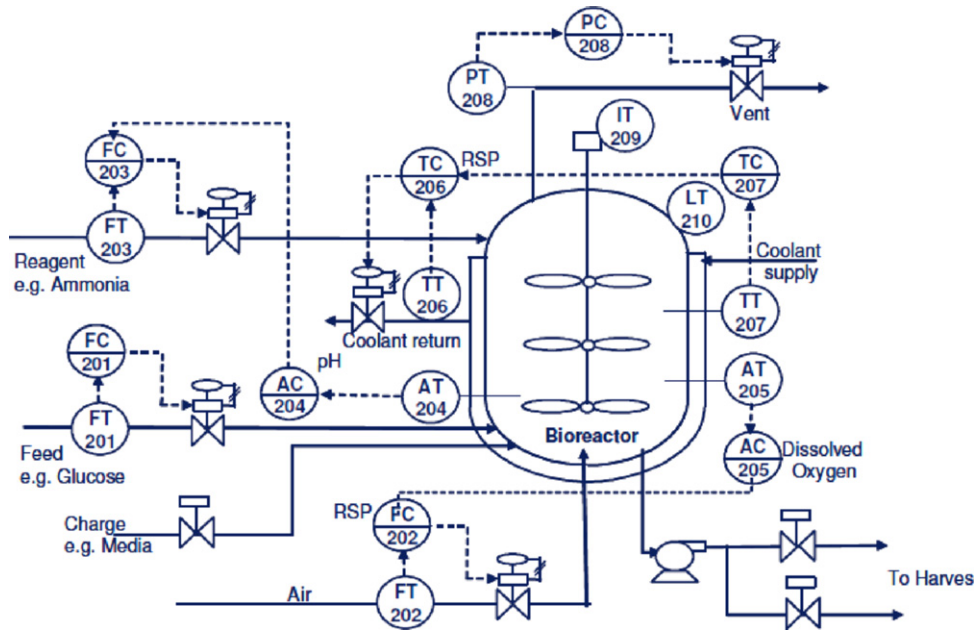 PC
208
PT
208
Vent
IT
209
FC
203
TC
206
RSP
TC
207
LT
210
FT
203
Reagent
e.g. Ammonia
Coolant
supply
TT
206
TT
207
Coolant return
FC
201
pH
AC
204
AT
204
AT
205
FT
201
Bioreactor
AC
205
Dissolved
Oxygen
Feed
e.g. Glucose
RSP
FC
202
Charge
e.g. Media
To Harves
Air
FT
202